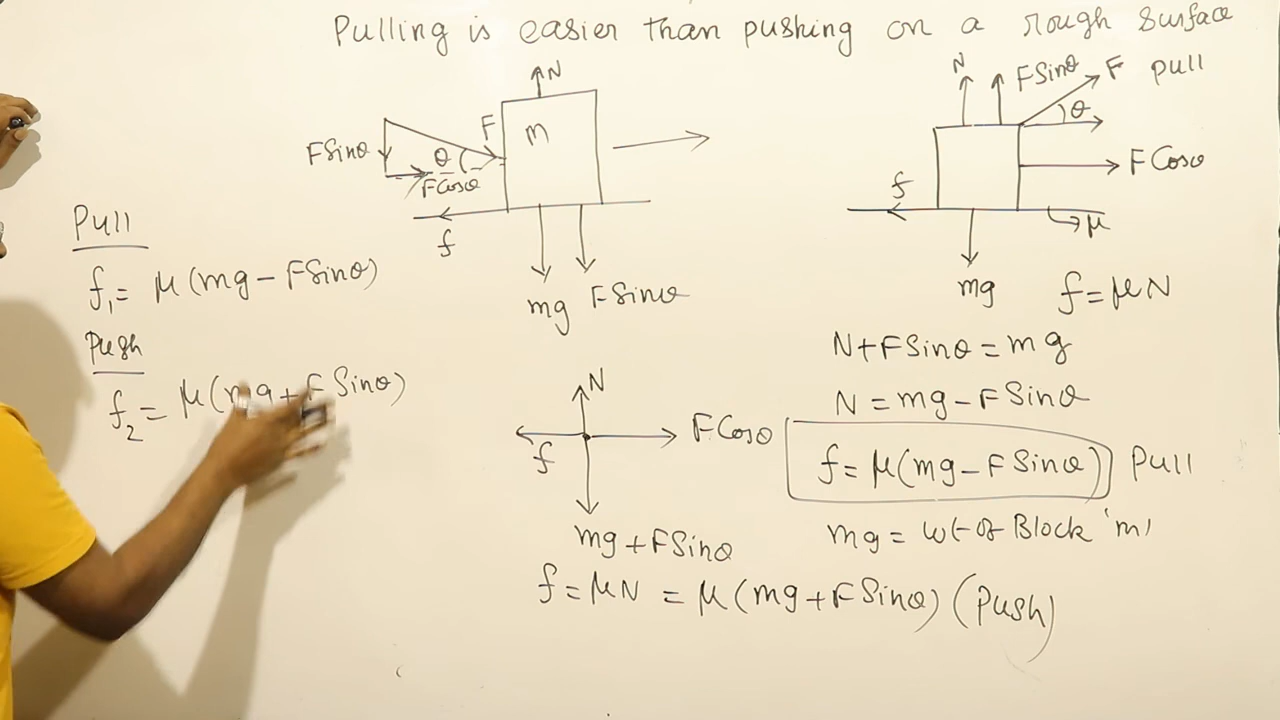 Pulling is easier than pushing on a rough surface
N
m
F
FSinθ
θ
FCosθ
f
mg FSinθ
N
FSinθ
F Pull
θ
FCosθ
f
μ
mg
f=μN
Pull
f₁= μ(mg-FSinθ)
Push
f₂= μ(mg+FSinθ)
N
FCosθ
f
mg+FSinθ
N+FSinθ=mg
N=mg-FSinθ
f=μ(mg-FSinθ) Pull
mg= wt of Block 'm'
f=μN = μ(mg+FSinθ) (Push)